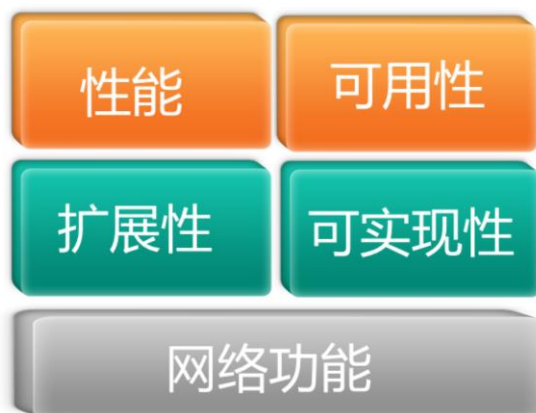 性能
可用性
扩展性
可实现性
网络功能